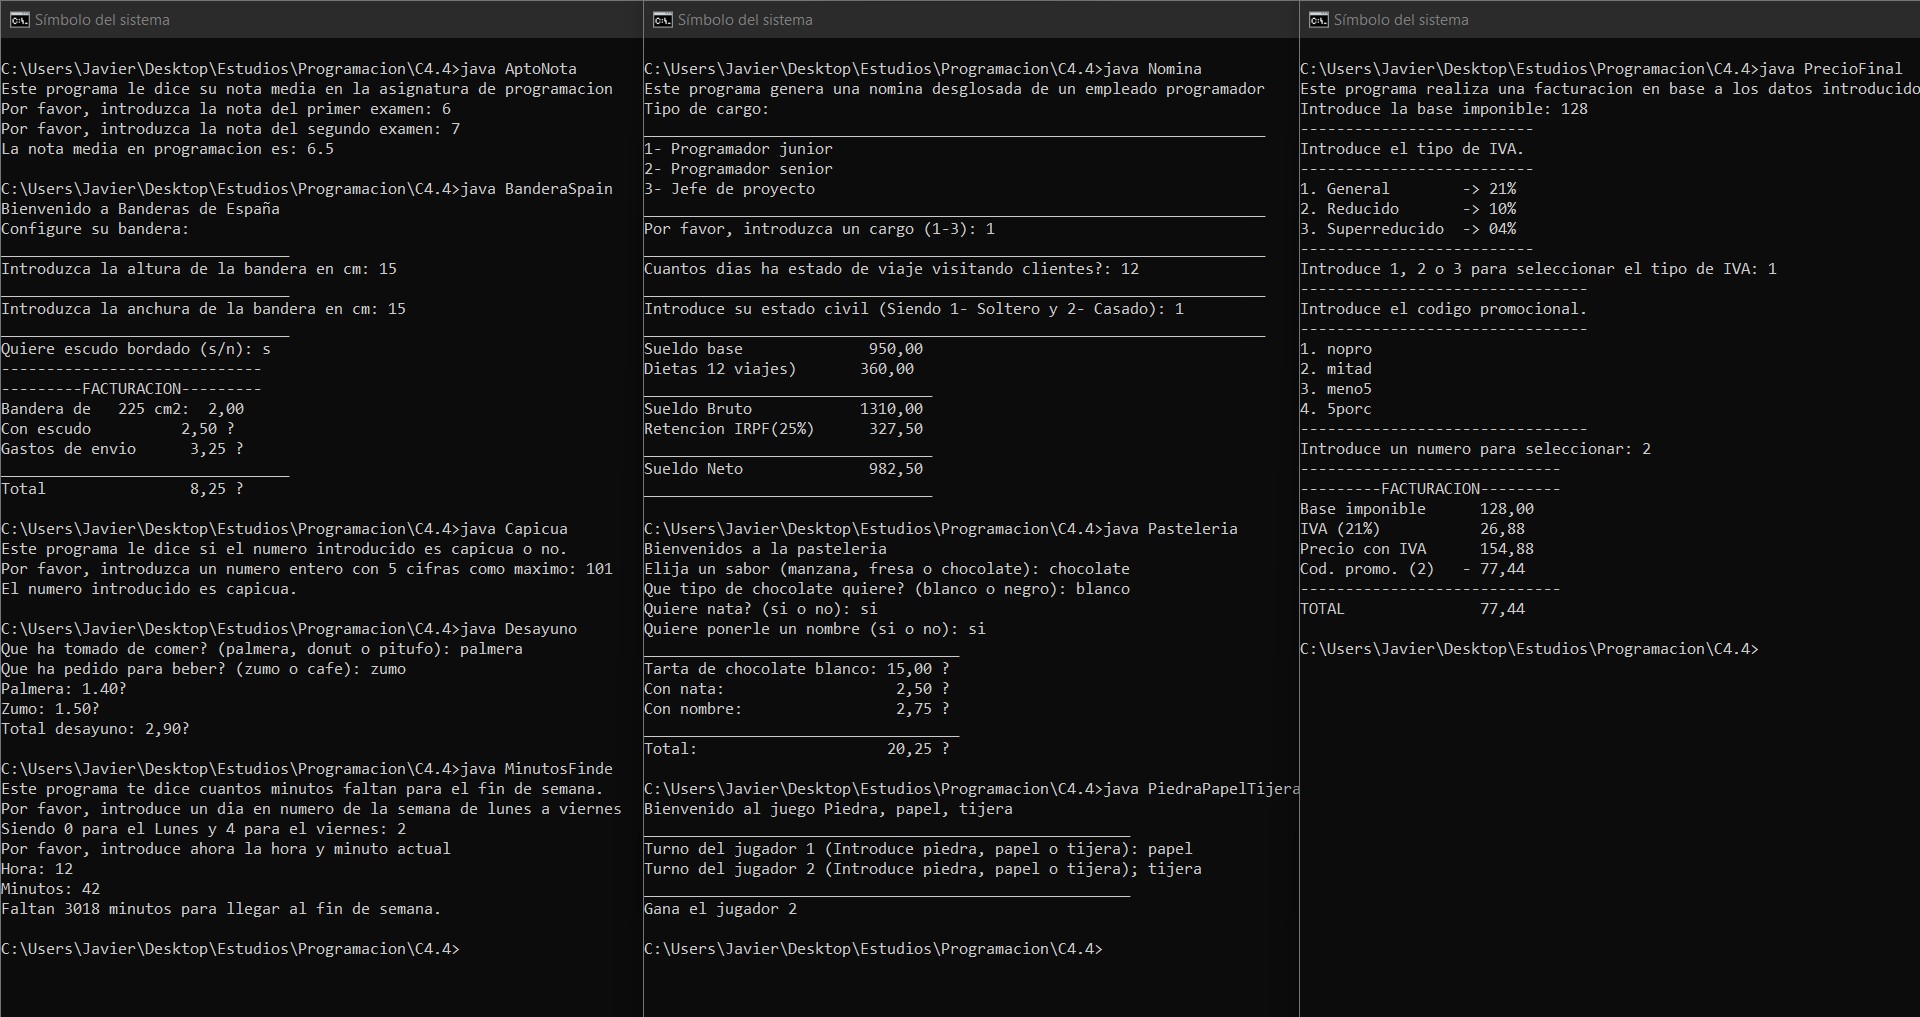 Símbolo del sistema
C:\Users\Javier\Desktop\Estudios\Programacion\C4.4>java AptoNota
Este programa le dice su nota media en la asignatura de programacion
Por favor, introduzca la nota del primer examen: 6
Por favor, introduzca la nota del segundo examen: 7
La nota media en programacion es: 6.5
C:\Users\Javier\Desktop\Estudios\Programacion\C4.4>java BanderaSpain
Bienvenido a Banderas de España
Configure su bandera:
________________________________
Introduzca la altura de la bandera en cm: 15
________________________________
Introduzca la anchura de la bandera en cm: 15
________________________________
Quiere escudo bordado (s/n): s
-----------------------------
---------FACTURACION---------
Bandera de   225 cm2:  2,00
Con escudo          2,50 ?
Gastos de envio      3,25 ?
________________________________
Total                8,25 ?
C:\Users\Javier\Desktop\Estudios\Programacion\C4.4>java Capicua
Este programa le dice si el numero introducido es capicua o no.
Por favor, introduzca un numero entero con 5 cifras como maximo: 101
El numero introducido es capicua.
C:\Users\Javier\Desktop\Estudios\Programacion\C4.4>java Desayuno
Que ha tomado de comer? (palmera, donut o pitufo): palmera
Que ha pedido para beber? (zumo o cafe): zumo
Palmera: 1.40?
Zumo: 1.50?
Total desayuno: 2,90?
C:\Users\Javier\Desktop\Estudios\Programacion\C4.4>java MinutosFinde
Este programa te dice cuantos minutos faltan para el fin de semana.
Por favor, introduce un dia en numero de la semana de lunes a viernes
Siendo 0 para el Lunes y 4 para el viernes: 2
Por favor, introduce ahora la hora y minuto actual
Hora: 12
Minutos: 42
Faltan 3018 minutos para llegar al fin de semana.
C:\Users\Javier\Desktop\Estudios\Programacion\C4.4>
Símbolo del sistema
C:\Users\Javier\Desktop\Estudios\Programacion\C4.4>java Nomina
Este programa genera una nomina desglosada de un empleado programador
Tipo de cargo:
_____________________________________________________________________
1- Programador junior
2- Programador senior
3- Jefe de proyecto
_____________________________________________________________________
Por favor, introduzca un cargo (1-3): 1
_____________________________________________________________________
Cuantos dias ha estado de viaje visitando clientes?: 12
_____________________________________________________________________
Introduce su estado civil (Siendo 1- Soltero y 2- Casado): 1
_____________________________________________________________________
Sueldo base              950,00
Dietas 12 viajes)       360,00
________________________________
Sueldo Bruto            1310,00
Retencion IRPF(25%)      327,50
________________________________
Sueldo Neto              982,50
________________________________
C:\Users\Javier\Desktop\Estudios\Programacion\C4.4>java Pasteleria
Bienvenidos a la pasteleria
Elija un sabor (manzana, fresa o chocolate): chocolate
Que tipo de chocolate quiere? (blanco o negro): blanco
Quiere nata? (si o no): si
Quiere ponerle un nombre (si o no): si
___________________________________
Tarta de chocolate blanco: 15,00 ?
Con nata:                   2,50 ?
Con nombre:                 2,75 ?
___________________________________
Total:                     20,25 ?
C:\Users\Javier\Desktop\Estudios\Programacion\C4.4>java PiedraPapelTijera
Bienvenido al juego Piedra, papel, tijera
______________________________________________________
Turno del jugador 1 (Introduce piedra, papel o tijera): papel
Turno del jugador 2 (Introduce piedra, papel o tijera); tijera
______________________________________________________
Gana el jugador 2
C:\Users\Javier\Desktop\Estudios\Programacion\C4.4>
Símbolo del sistema
C:\Users\Javier\Desktop\Estudios\Programacion\C4.4>java PrecioFinal
Este programa realiza una facturacion en base a los datos introducido
Introduce la base imponible: 128
--------------------------
Introduce el tipo de IVA.
--------------------------
1. General        -> 21%
2. Reducido       -> 10%
3. Superreducido  -> 04%
--------------------------
Introduce 1, 2 o 3 para seleccionar el tipo de IVA: 1
--------------------------------
Introduce el codigo promocional.
--------------------------------
1. nopro
2. mitad
3. meno5
4. 5porc
--------------------------------
Introduce un numero para seleccionar: 2
-----------------------------
---------FACTURACION---------
Base imponible      128,00
IVA (21%)           26,88
Precio con IVA      154,88
Cod. promo. (2)   - 77,44
-----------------------------
TOTAL               77,44
C:\Users\Javier\Desktop\Estudios\Programacion\C4.4>